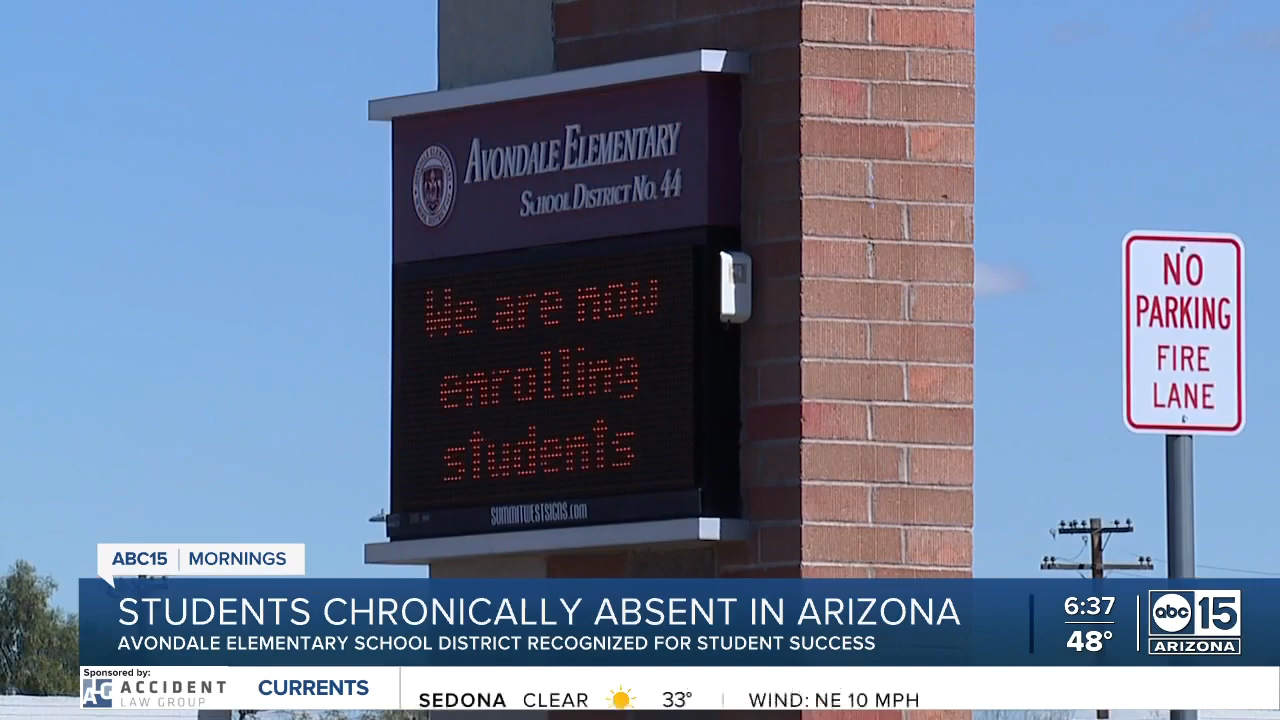 AVONDALE ELEMENTARY
SCHOOL DISTRICT NO. 44
We are now
enrolling
students
SUMMITWESTSIGNS.com
NO
PARKING
FIRE
LANE
ABC15 | MORNINGS
STUDENTS CHRONICALLY ABSENT IN ARIZONA
AVONDALE ELEMENTARY SCHOOL DISTRICT RECOGNIZED FOR STUDENT SUCCESS
6:37
48°
abc 15
ARIZONA
Sponsored by:
AG ACCIDENT
LAW GROUP
CURRENTS
SEDONA CLEAR 33° WIND: NE 10 MPH